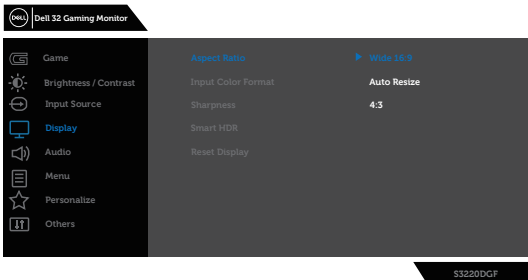 DELL
Dell 32 Gaming Monitor
Game
Brightness / Contrast
Input Source
Display
Audio
Menu
Personalize
Others
Aspect Ratio
Input Color Format
Sharpness
Smart HDR
Reset Display
Wide 16:9
Auto Resize
4:3
S3220DGF